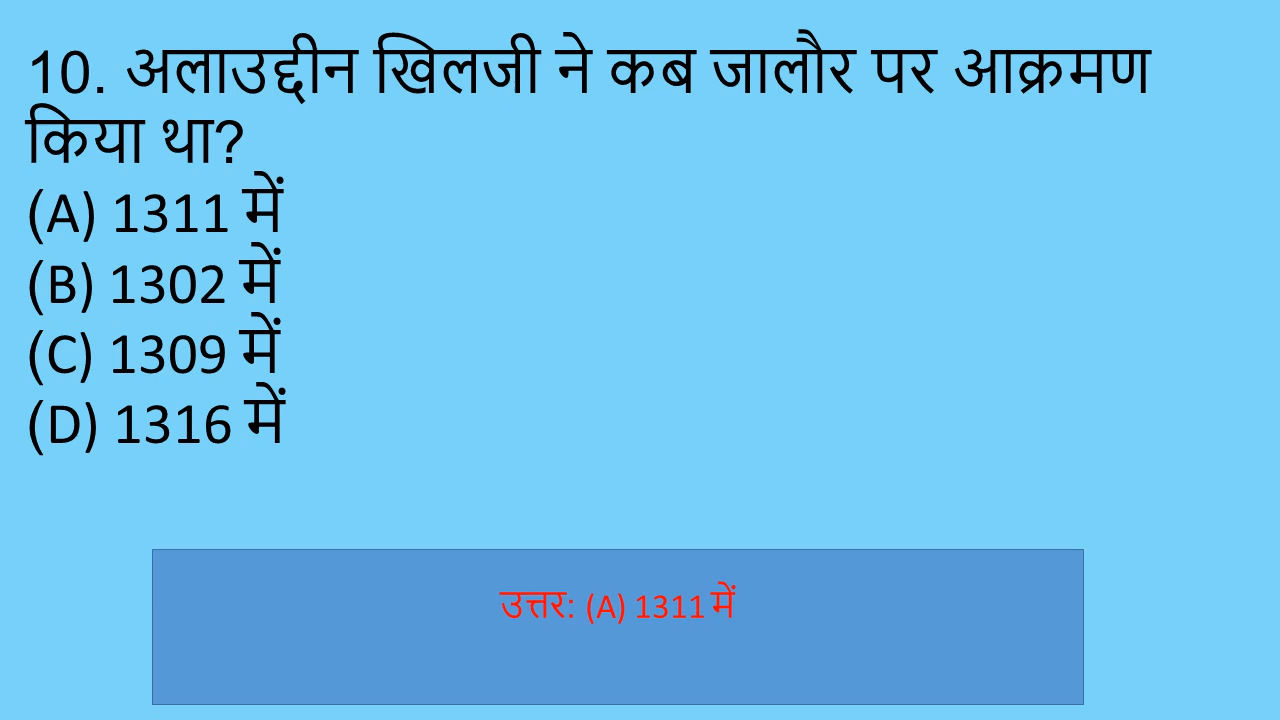 10. अलाउद्दीन खिलजी ने कब जालौर पर आक्रमण
किया था?
(A) 1311 में
(B) 1302 में
(C) 1309 में
(D) 1316 में
उत्तर: (A) 1311 में